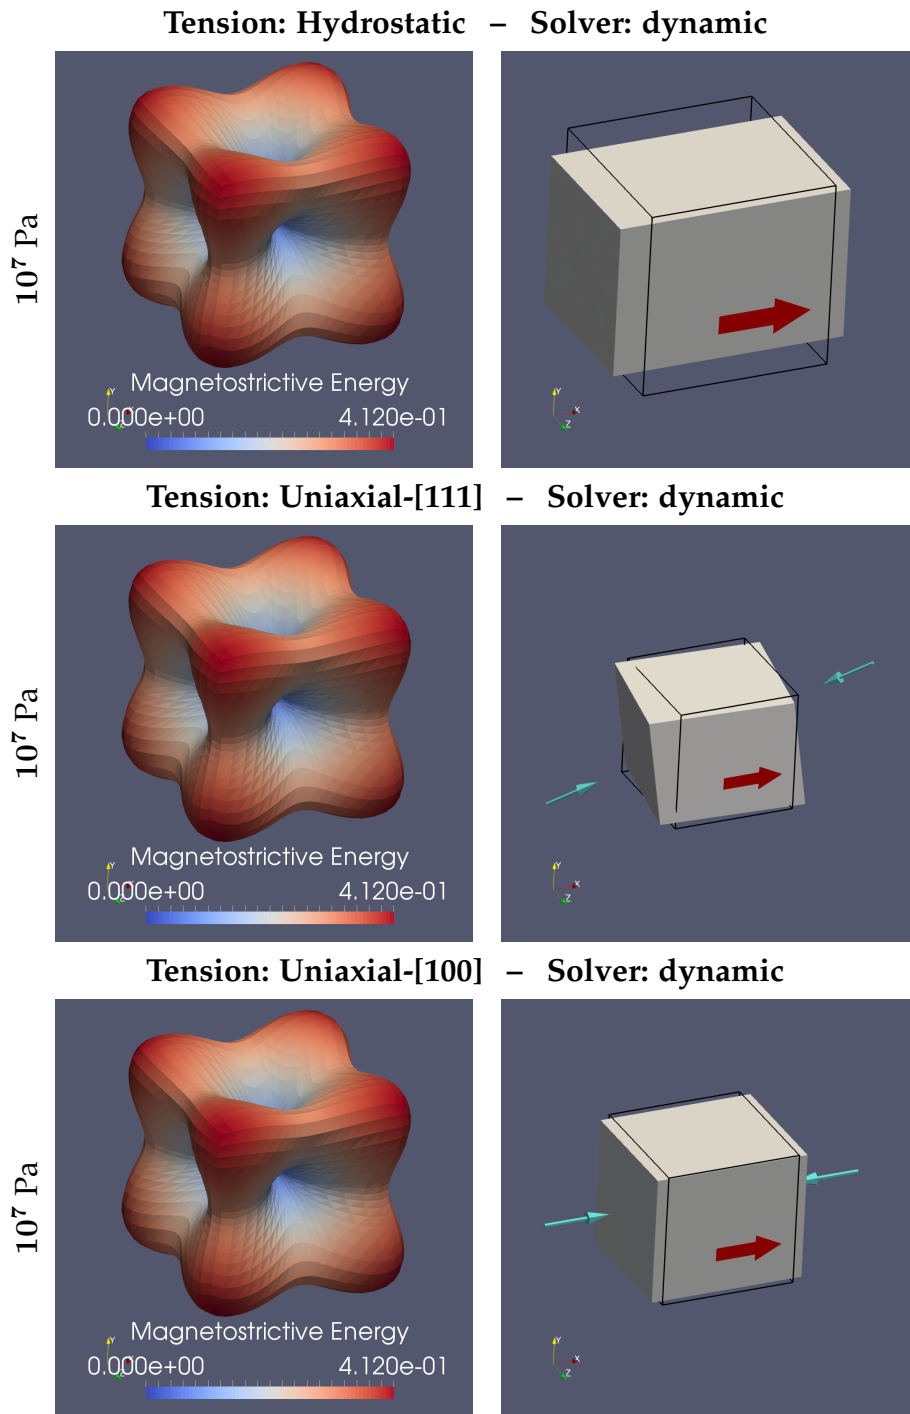 Tension: Hydrostatic – Solver: dynamic
10⁷ Pa
Magnetostrictive Energy
0.000e+00 4.120e-01
Y
X
Z
Y
X
Z
Tension: Uniaxial-[111] – Solver: dynamic
10⁷ Pa
Magnetostrictive Energy
0.000e+00 4.120e-01
Y
X
Z
Y
X
Z
Tension: Uniaxial-[100] – Solver: dynamic
10⁷ Pa
Magnetostrictive Energy
0.000e+00 4.120e-01
Y
X
Z
Y
X
Z